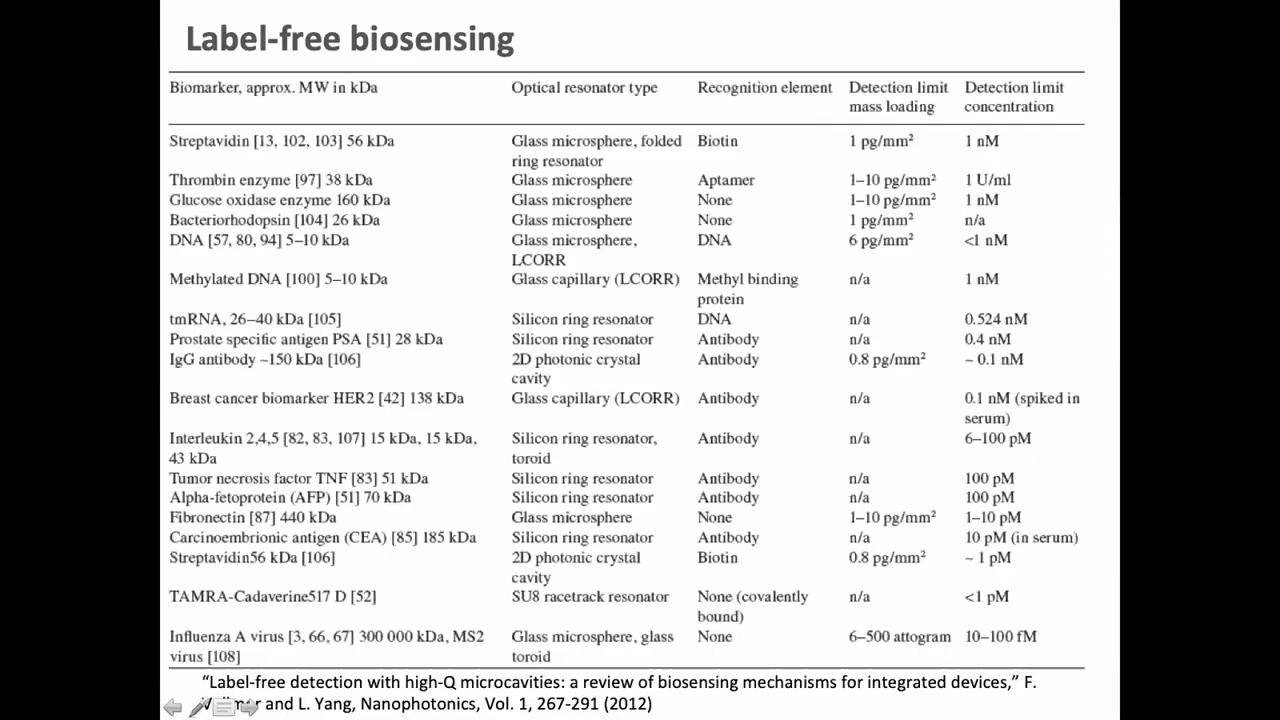 Label-free biosensing
Biomarker, approx. MW in kDa Optical resonator type Recognition element Detection limit mass loading Detection limit concentration
Streptavidin [13, 102, 103] 56 kDa Glass microsphere, folded ring resonator Biotin 1 pg/mm² 1 nM
Thrombin enzyme [97] 38 kDa Glass microsphere Aptamer 1–10 pg/mm² 1 U/ml
Glucose oxidase enzyme 160 kDa Glass microsphere None 1–10 pg/mm² 1 nM
Bacteriorhodopsin [104] 26 kDa Glass microsphere None 1 pg/mm² n/a
DNA [57, 80, 94] 5–10 kDa Glass microsphere, LCORR DNA 6 pg/mm² <1 nM
Methylated DNA [100] 5–10 kDa Glass capillary (LCORR) Methyl binding protein n/a 1 nM
tmRNA, 26–40 kDa [105] Silicon ring resonator DNA n/a 0.524 nM
Prostate specific antigen PSA [51] 28 kDa Silicon ring resonator Antibody n/a 0.4 nM
IgG antibody ~150 kDa [106] 2D photonic crystal cavity Antibody 0.8 pg/mm² ~ 0.1 nM
Breast cancer biomarker HER2 [42] 138 kDa Glass capillary (LCORR) Antibody n/a 0.1 nM (spiked in serum)
Interleukin 2,4,5 [82, 83, 107] 15 kDa, 15 kDa, 43 kDa Silicon ring resonator, toroid Antibody n/a 6–100 pM
Tumor necrosis factor TNF [83] 51 kDa Silicon ring resonator Antibody n/a 100 pM
Alpha-fetoprotein (AFP) [51] 70 kDa Silicon ring resonator Antibody n/a 100 pM
Fibronectin [87] 440 kDa Glass microsphere None 1–10 pg/mm² 1–10 pM
Carcinoembrionic antigen (CEA) [85] 185 kDa Silicon ring resonator Antibody n/a 10 pM (in serum)
Streptavidin56 kDa [106] 2D photonic crystal cavity Biotin 0.8 pg/mm² ~ 1 pM
TAMRA-Cadaverine517 D [52] SU8 racetrack resonator None (covalently bound) n/a <1 pM
Influenza A virus [3, 66, 67] 300 000 kDa, MS2 virus [108] Glass microsphere, glass toroid None 6–500 attogram 10–100 fM
“Label-free detection with high-Q microcavities: a review of biosensing mechanisms for integrated devices,” F.
and L. Yang, Nanophotonics, Vol. 1, 267-291 (2012)